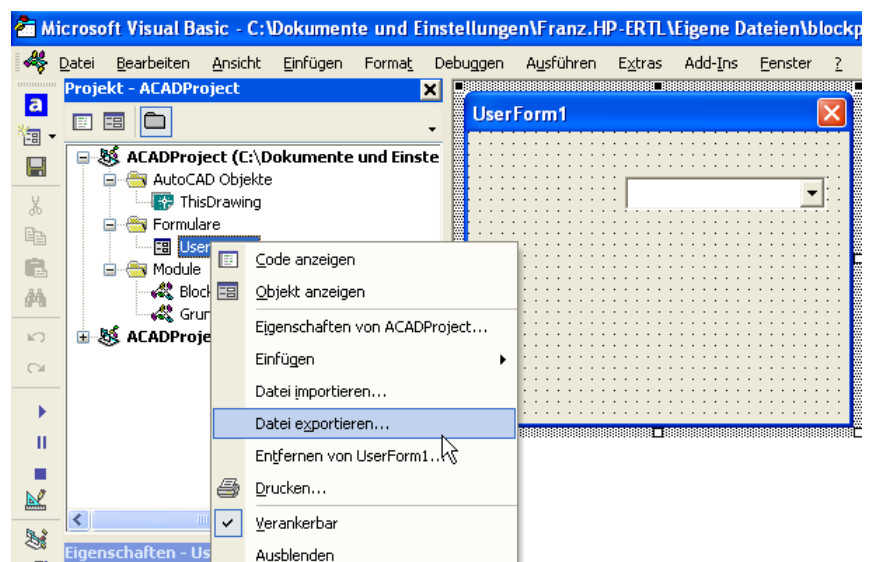 Microsoft Visual Basic - C:\Dokumente und Einstellungen\Franz.HP-ERTL\Eigene Dateien\blockp
Datei Bearbeiten Ansicht Einfügen Format Debuggen Ausführen Extras Add-Ins Fenster ?
Projekt - ACADProject
a
ACADProject (C:\Dokumente und Einste
AutoCAD Objekte
ThisDrawing
Formulare
User
Module
Bloc
Grun
ACADProje
UserForm1
Code anzeigen
Objekt anzeigen
Eigenschaften von ACADProject...
Einfügen
Datei importieren...
Datei exportieren...
Entfernen von UserForm1...
Drucken...
Verankerbar
Ausblenden
Eigenschaften - Us